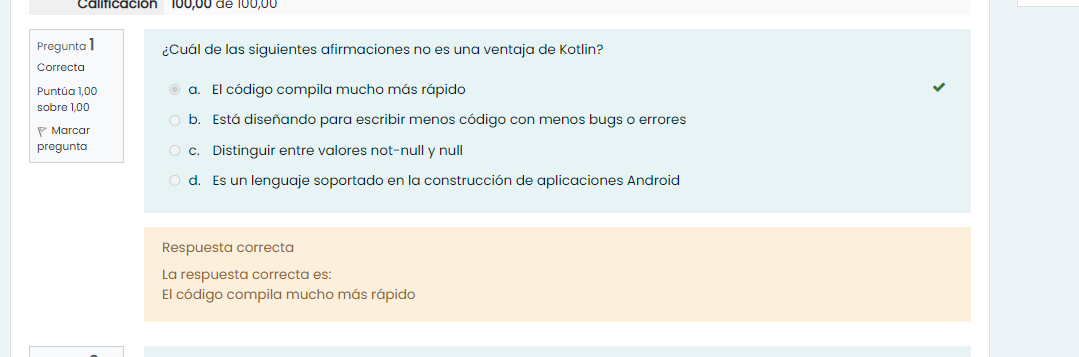 Calificación 100,00 de 100,00
Pregunta 1
Correcta
Puntúa 1,00
sobre 1,00
Marcar
pregunta
¿Cuál de las siguientes afirmaciones no es una ventaja de Kotlin?
a. El código compila mucho más rápido
b. Está diseñando para escribir menos código con menos bugs o errores
c. Distinguir entre valores not-null y null
d. Es un lenguaje soportado en la construcción de aplicaciones Android
Respuesta correcta
La respuesta correcta es:
El código compila mucho más rápido